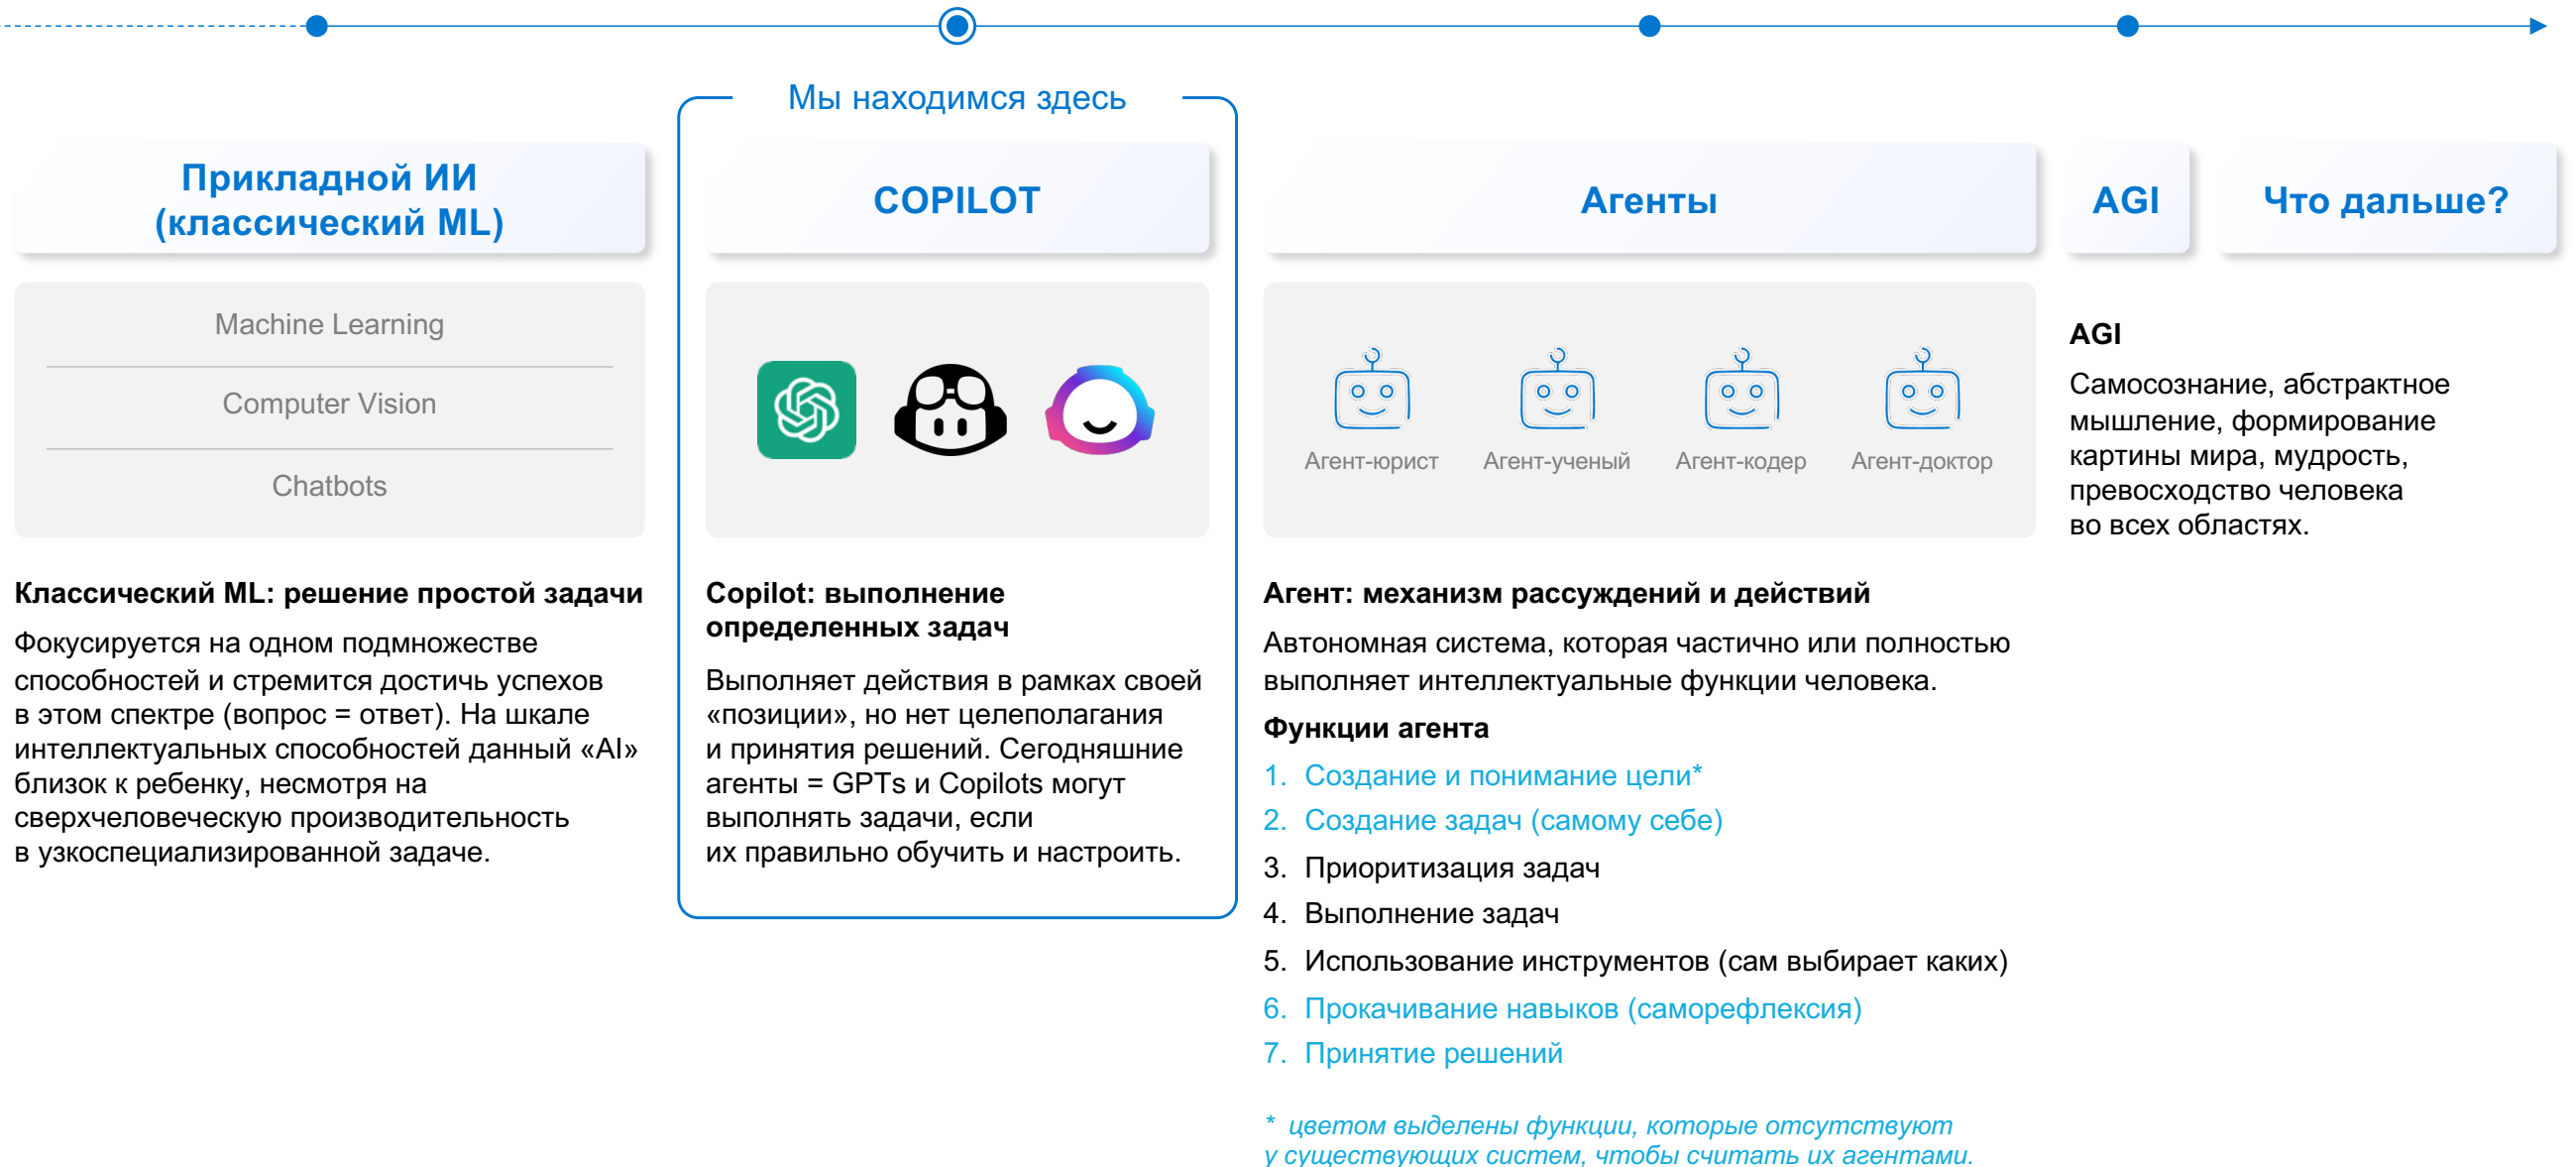 Мы находимся здесь
Прикладной ИИ
(классический ML)
Machine Learning
Computer Vision
Chatbots
Классический ML: решение простой задачи
Фокусируется на одном подмножестве
способностей и стремится достичь успехов
в этом спектре (вопрос = ответ). На шкале
интеллектуальных способностей данный «AI»
близок к ребенку, несмотря на
сверхчеловеческую производительность
в узкоспециализированной задаче.
COPILOT
Copilot: выполнение
определенных задач
Выполняет действия в рамках своей
«позиции», но нет целеполагания
и принятия решений. Сегодняшние
агенты = GPTs и Copilots могут
выполнять задачи, если
их правильно обучить и настроить.
Агенты
Агент-юрист
Агент-ученый
Агент-кодер
Агент-доктор
Агент: механизм рассуждений и действий
Автономная система, которая частично или полностью
выполняет интеллектуальные функции человека.
Функции агента
1. Создание и понимание цели*
2. Создание задач (самому себе)
3. Приоритизация задач
4. Выполнение задач
5. Использование инструментов (сам выбирает каких)
6. Прокачивание навыков (саморефлексия)
7. Принятие решений
* цветом выделены функции, которые отсутствуют
у существующих систем, чтобы считать их агентами.
AGI
Что дальше?
AGI
Самосознание, абстрактное
мышление, формирование
картины мира, мудрость,
превосходство человека
во всех областях.